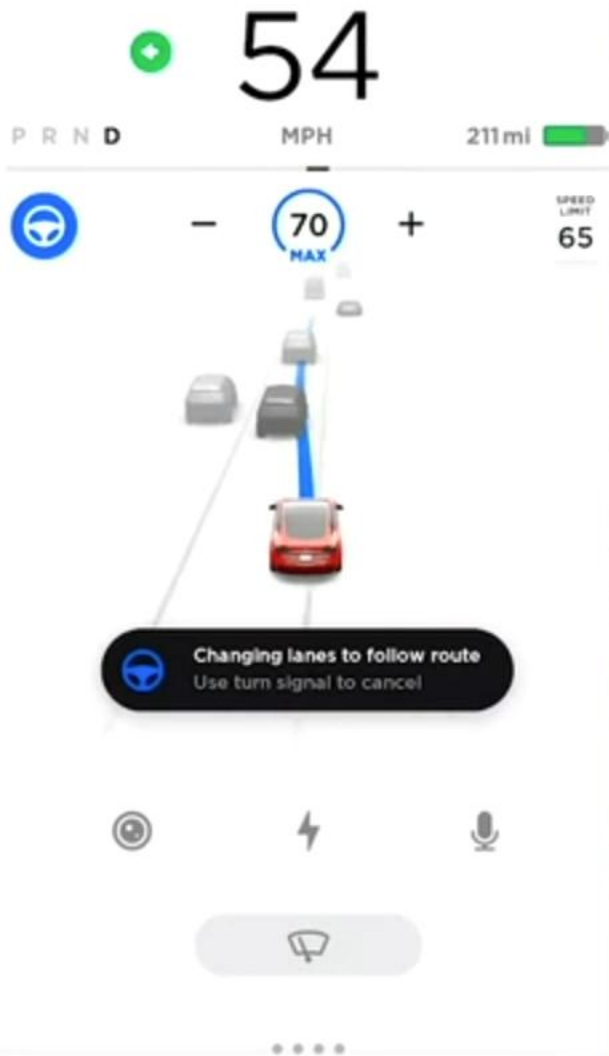 54
P R N D MPH 211 mi
70
MAX
SPEED
LIMIT
65
Changing lanes to follow route
Use turn signal to cancel